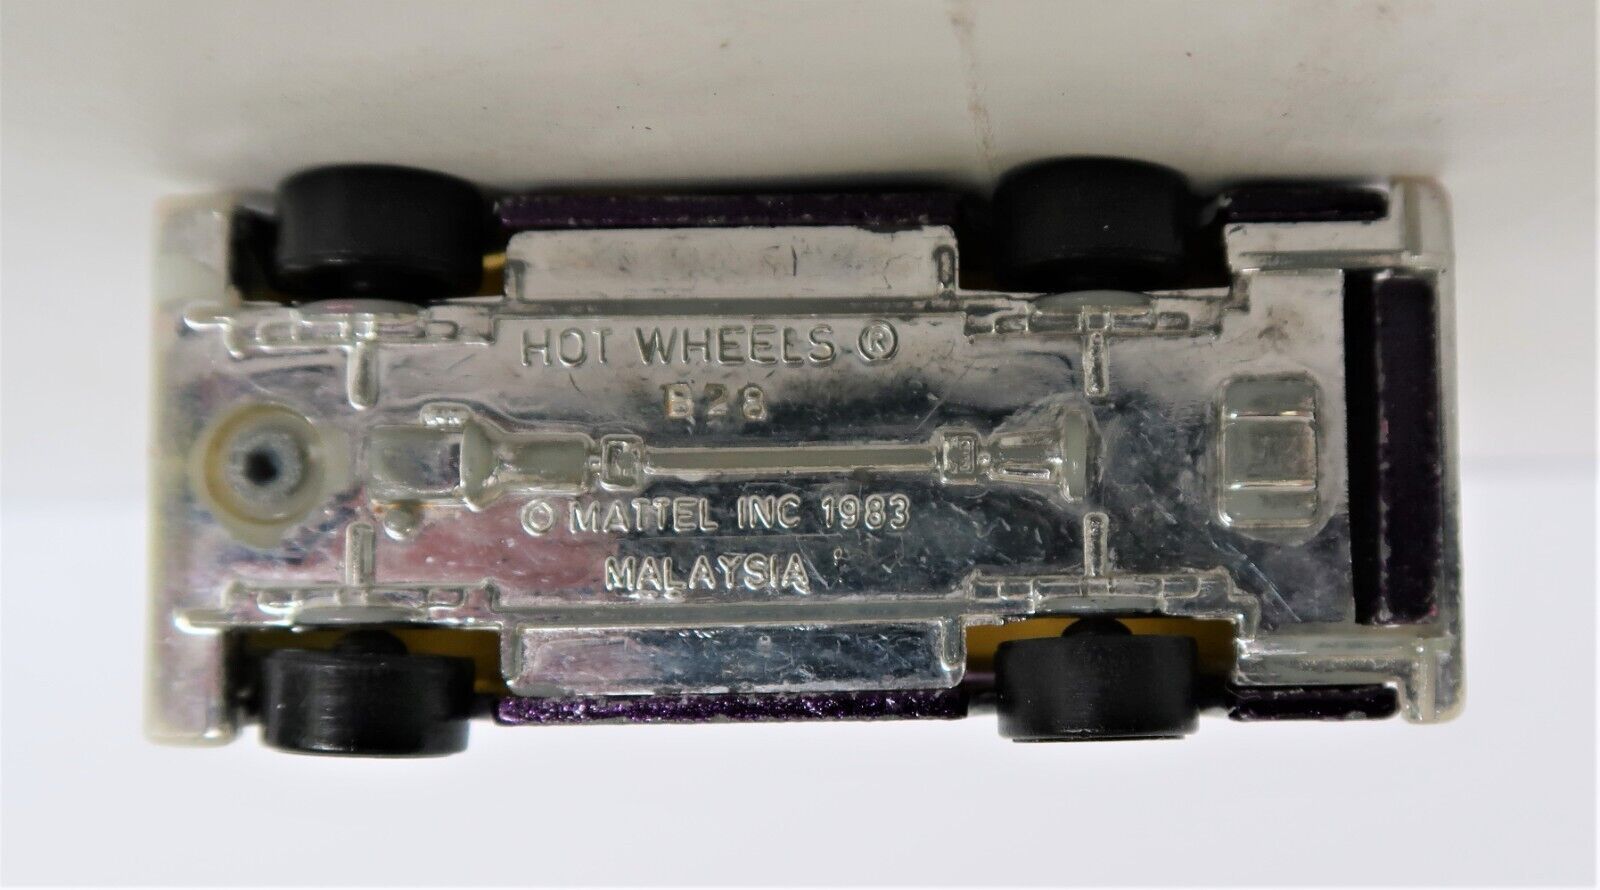 HOT WHEELS ®
B28
© MATTEL INC 1983
MALAYSIA